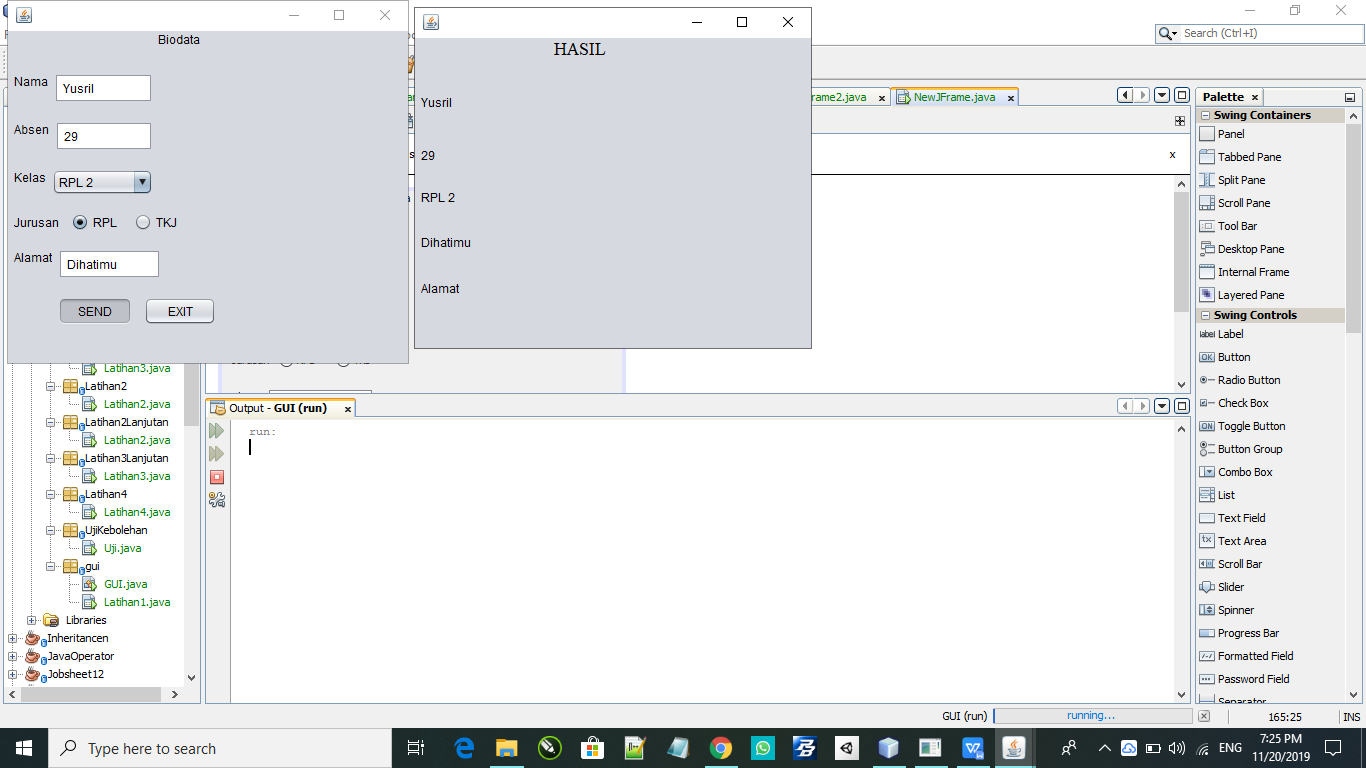 Biodata
Nama Yusril
Absen 29
Kelas RPL 2
Jurusan RPL TKJ
Alamat Dihatimu
SEND EXIT
HASIL
Yusril
29
RPL 2
Dihatimu
Alamat
Search (Ctrl+I)
rame2.java x NewJFrame.java x
x
Palette x
Swing Containers
Panel
Tabbed Pane
Split Pane
Scroll Pane
Tool Bar
Desktop Pane
Internal Frame
Layered Pane
Swing Controls
label Label
OK Button
Radio Button
Check Box
ON Toggle Button
Button Group
Combo Box
List
Text Field
Text Area
Scroll Bar
Slider
Spinner
Progress Bar
Formatted Field
Password Field
Separator
Latihan3.java
Latihan2
Latihan2.java
Latihan2Lanjutan
Latihan2.java
Latihan3Lanjutan
Latihan3.java
Latihan4
Latihan4.java
UjiKebolehan
Uji.java
gui
GUI.java
Latihan1.java
Libraries
Inheritancen
JavaOperator
Jobsheet12
Output - GUI (run) x
run:
GUI (run) running... 165:25 INS
Type here to search
ENG
7:25 PM
11/20/2019